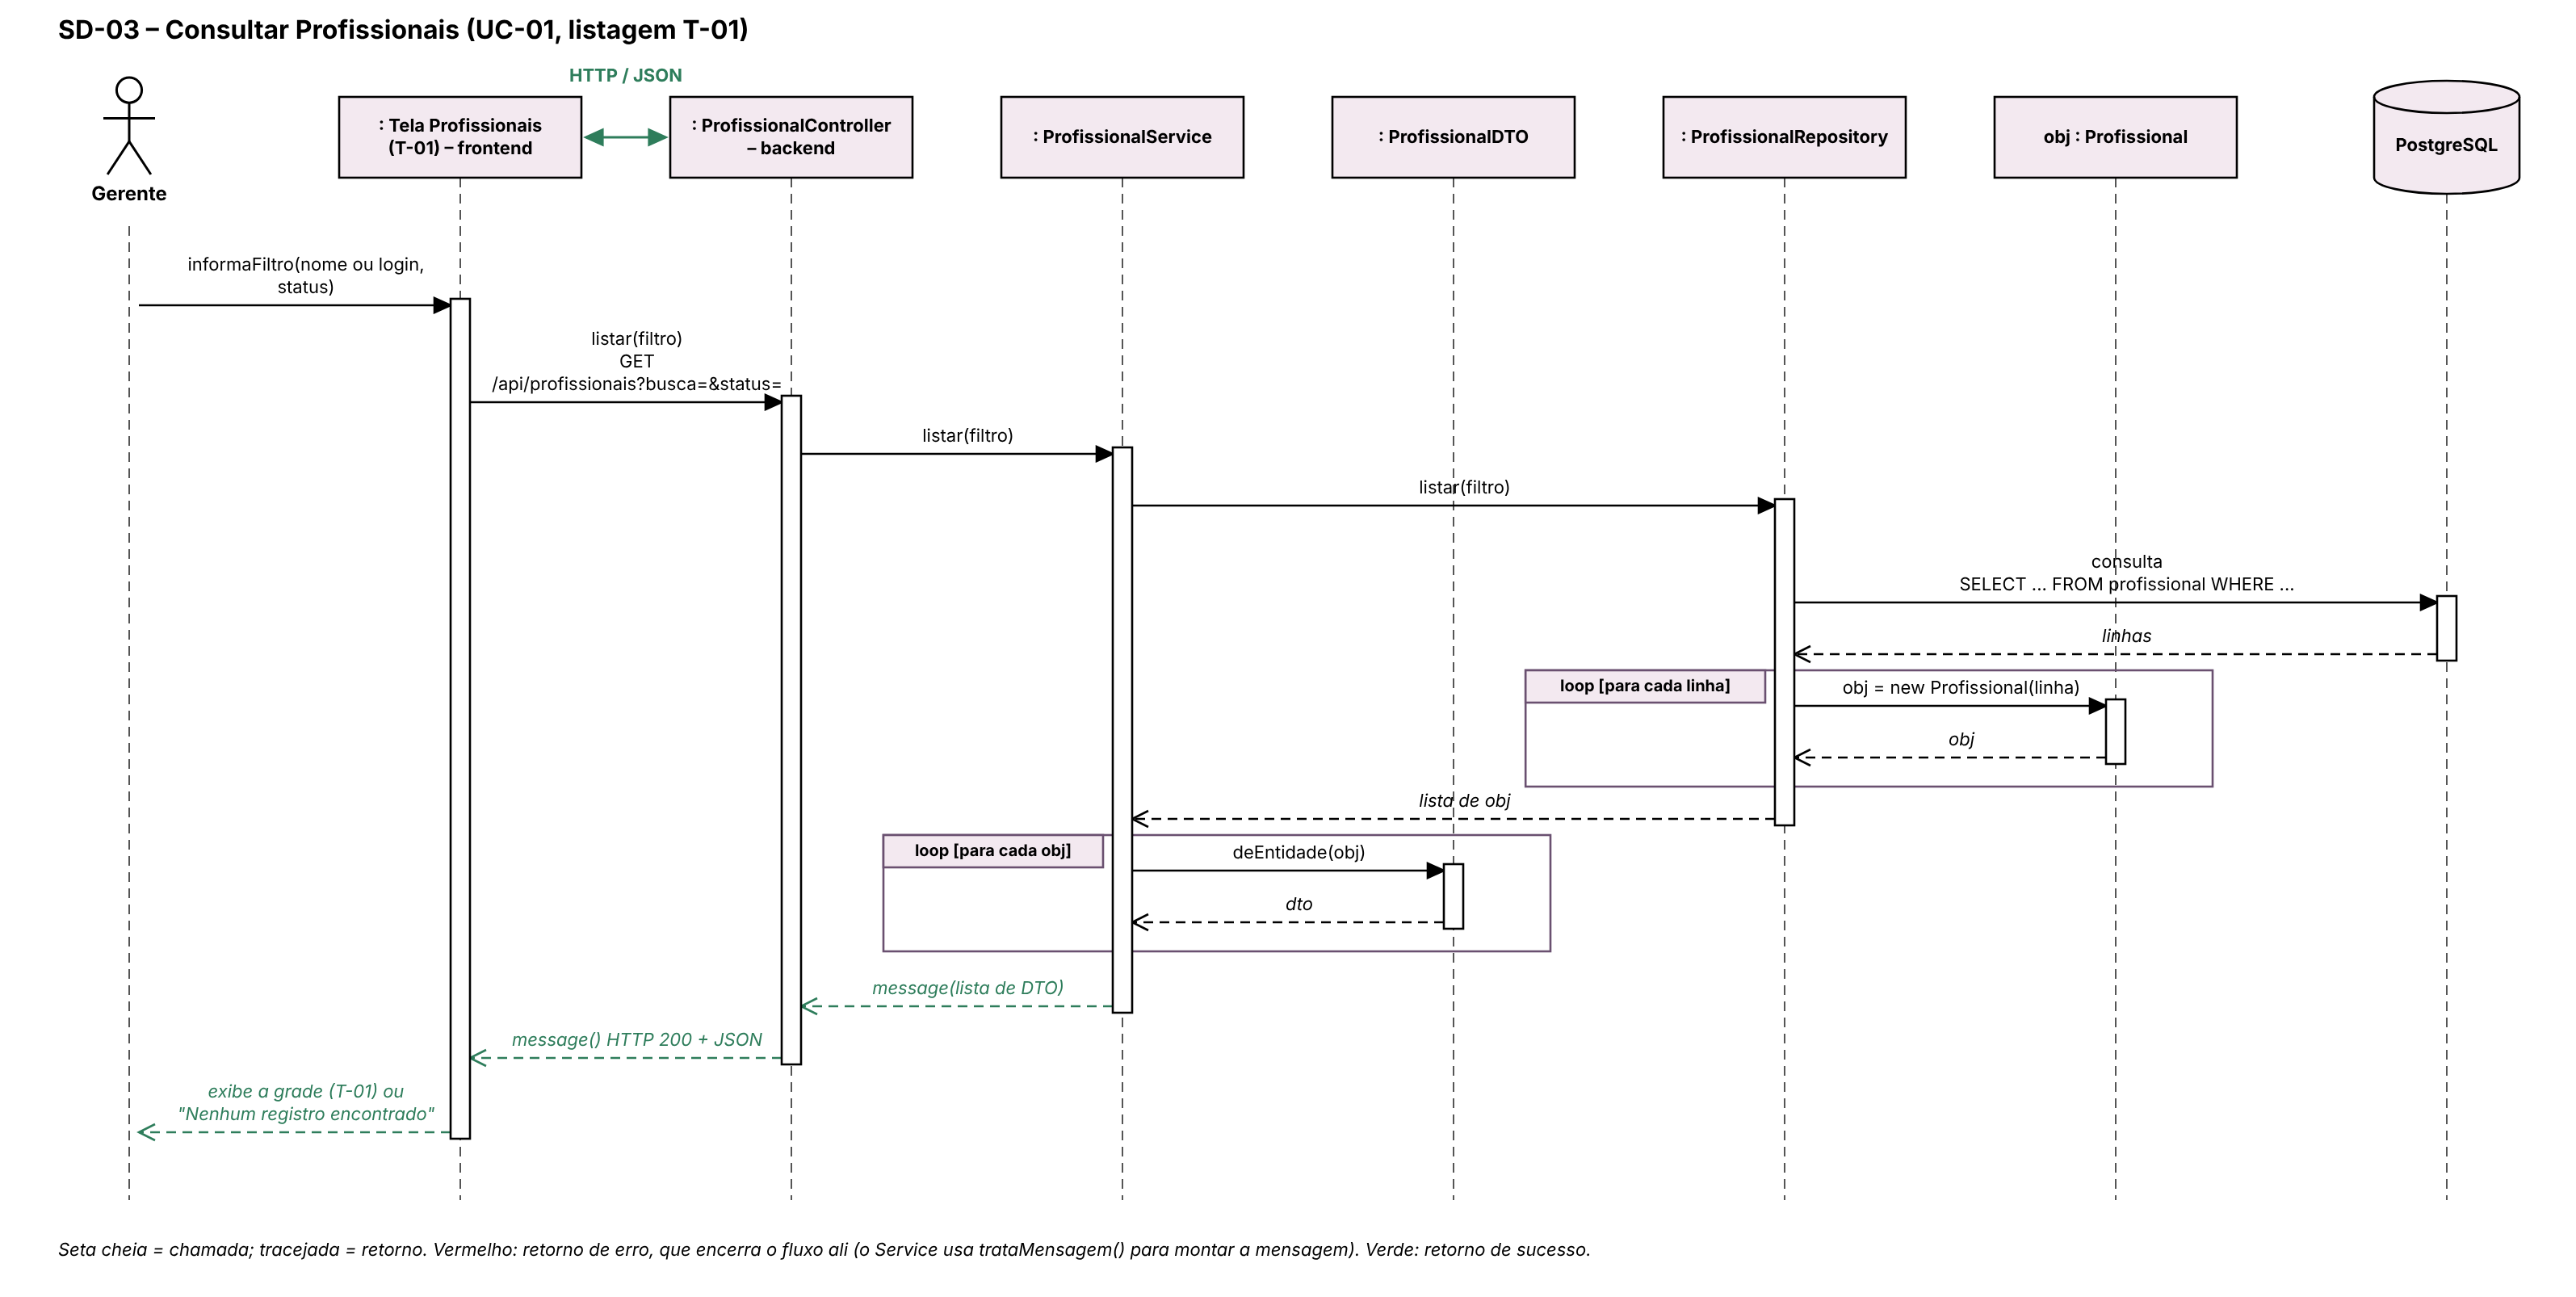 SD-03 – Consultar Profissionais (UC-01, listagem T-01)
HTTP / JSON
Gerente
: Tela Profissionais
(T-01) – frontend
: ProfissionalController
– backend
: ProfissionalService
: ProfissionalDTO
: ProfissionalRepository
obj : Profissional
PostgreSQL
informaFiltro(nome ou login,
status)
listar(filtro)
GET
/api/profissionais?busca=&status=
listar(filtro)
listar(filtro)
consulta
SELECT ... FROM profissional WHERE ...
linhas
loop [para cada linha]
obj = new Profissional(linha)
obj
lista de obj
loop [para cada obj]
deEntidade(obj)
dto
message(lista de DTO)
message() HTTP 200 + JSON
exibe a grade (T-01) ou
"Nenhum registro encontrado"
Seta cheia = chamada; tracejada = retorno. Vermelho: retorno de erro, que encerra o fluxo ali (o Service usa trataMensagem() para montar a mensagem). Verde: retorno de sucesso.